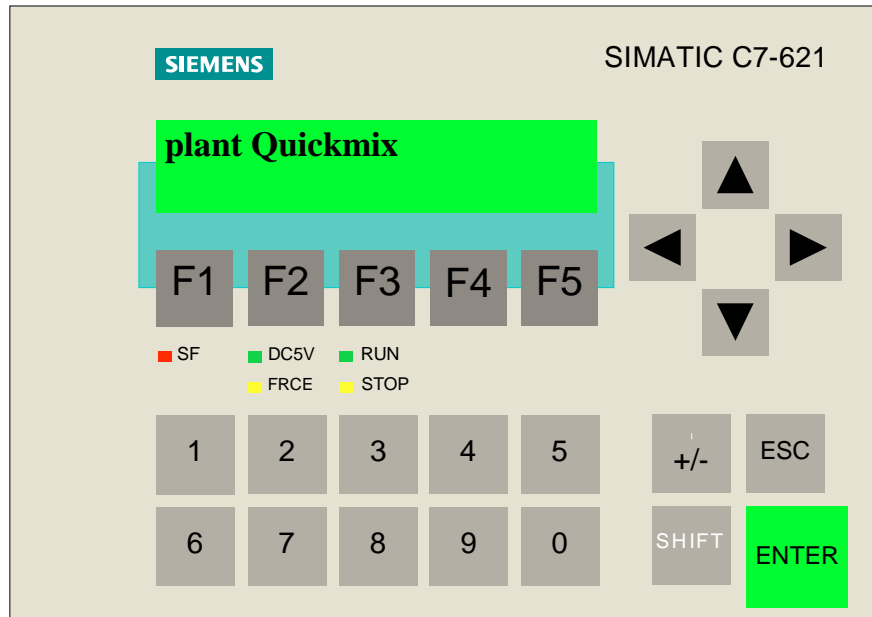 SIEMENS SIMATIC C7-621
plant Quickmix
F1 F2 F3 F4 F5
SF DC5V RUN
FRCE STOP
1 2 3 4 5 +/- ESC
6 7 8 9 0 SHIFT ENTER